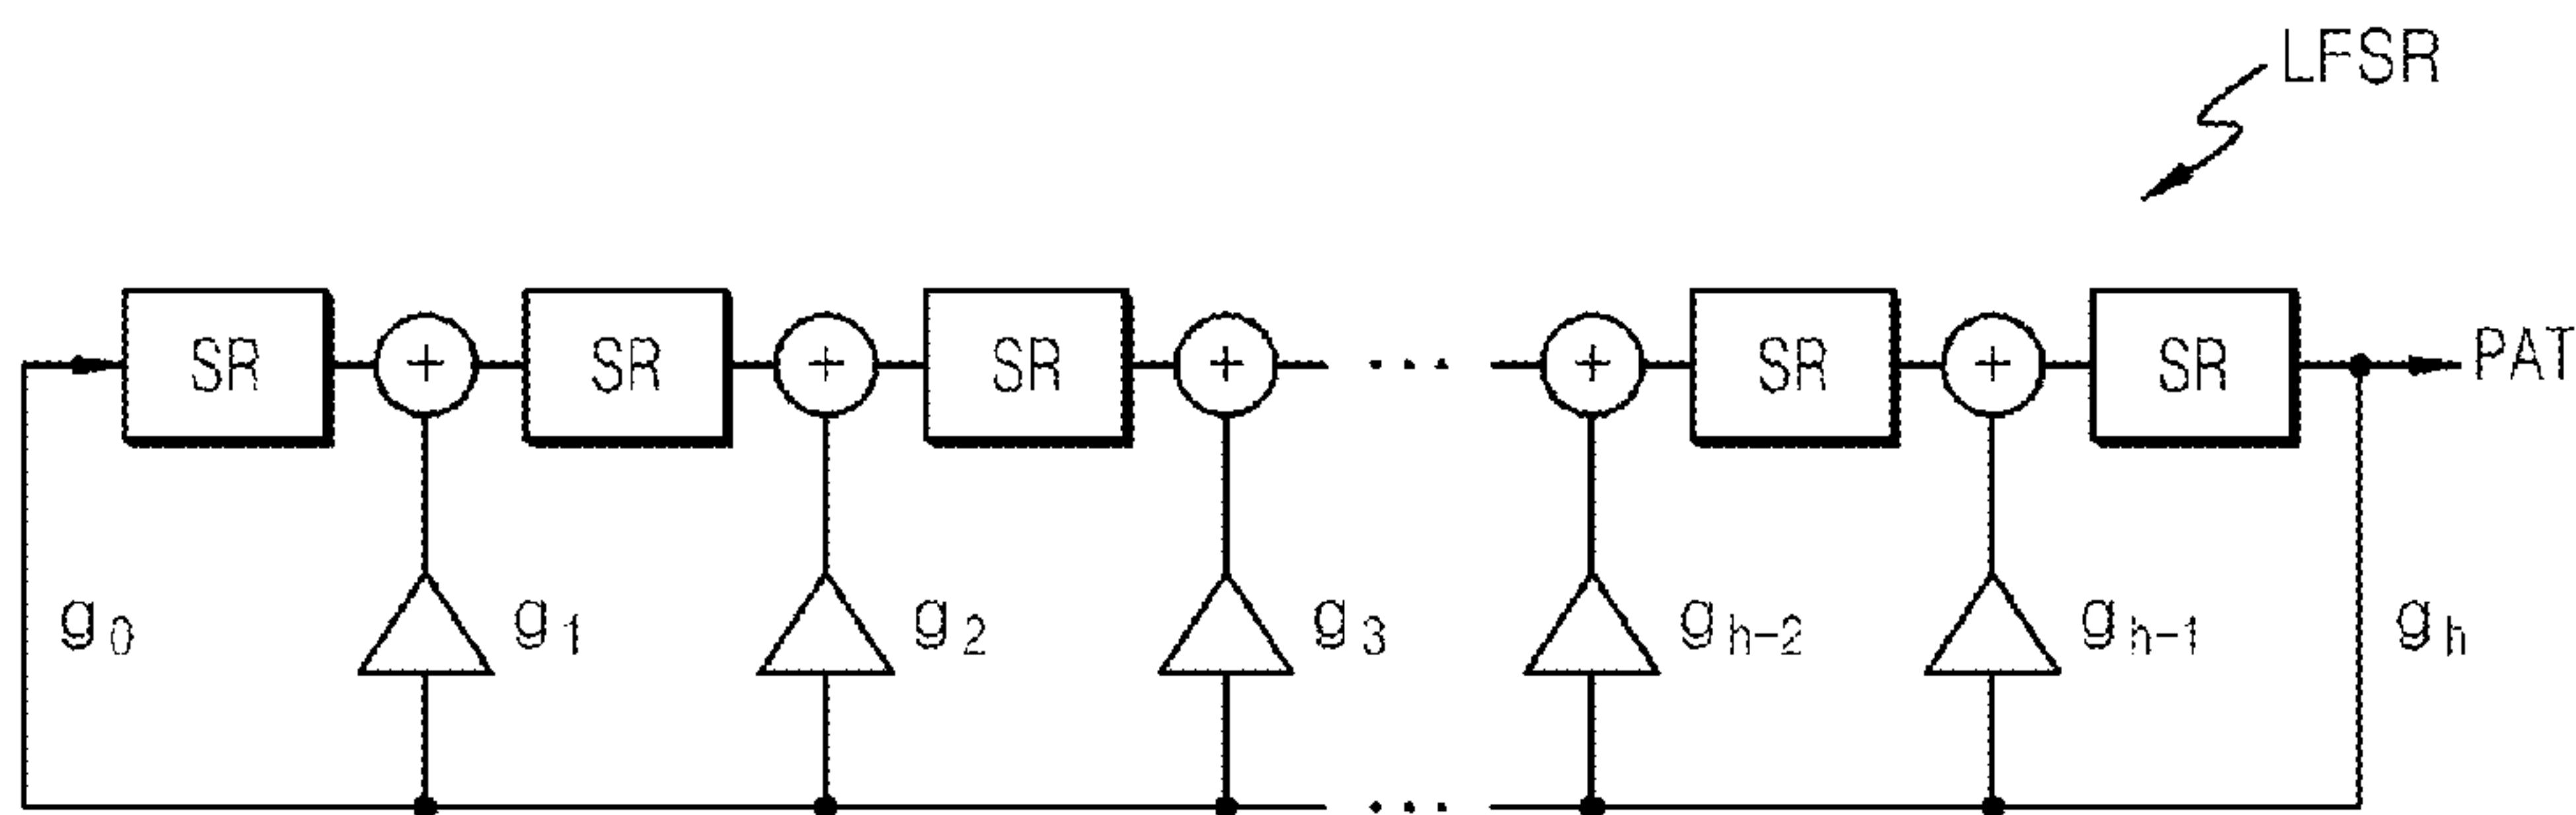 LFSR
SR + SR + SR + ... + SR + SR PAT
g0 g1 g2 g3 gh-2 gh-1 gh
...